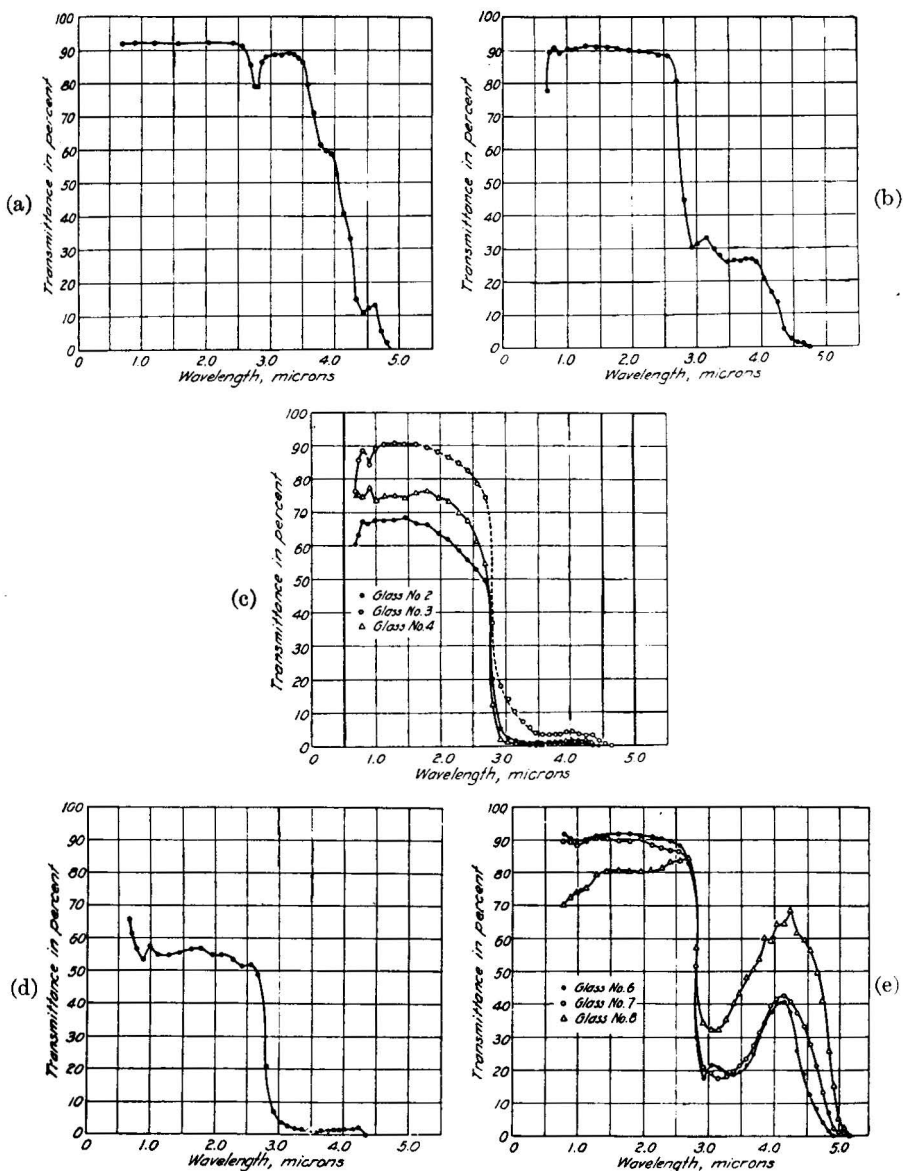 (a)
Transmittance in percent
100
90
80
70
60
50
40
30
20
10
0
0 1.0 2.0 3.0 4.0 5.0
Wavelength, microns
(b)
Transmittance in percent
100
90
80
70
60
50
40
30
20
10
0
0 1.0 2.0 3.0 4.0 5.0
Wavelength, microns
(c)
Transmittance in percent
100
90
80
70
60
50
40
30
20
10
0
Glass No. 2
Glass No. 3
Glass No. 4
0 1.0 2.0 3.0 4.0 5.0
Wavelength, microns
(d)
Transmittance in percent
100
90
80
70
60
50
40
30
20
10
0
0 1.0 2.0 3.0 4.0 5.0
Wavelength, microns
(e)
Transmittance in percent
100
90
80
70
60
50
40
30
20
10
0
Glass No. 6
Glass No. 7
Glass No. 8
0 1.0 2.0 3.0 4.0 5.0
Wavelength, microns